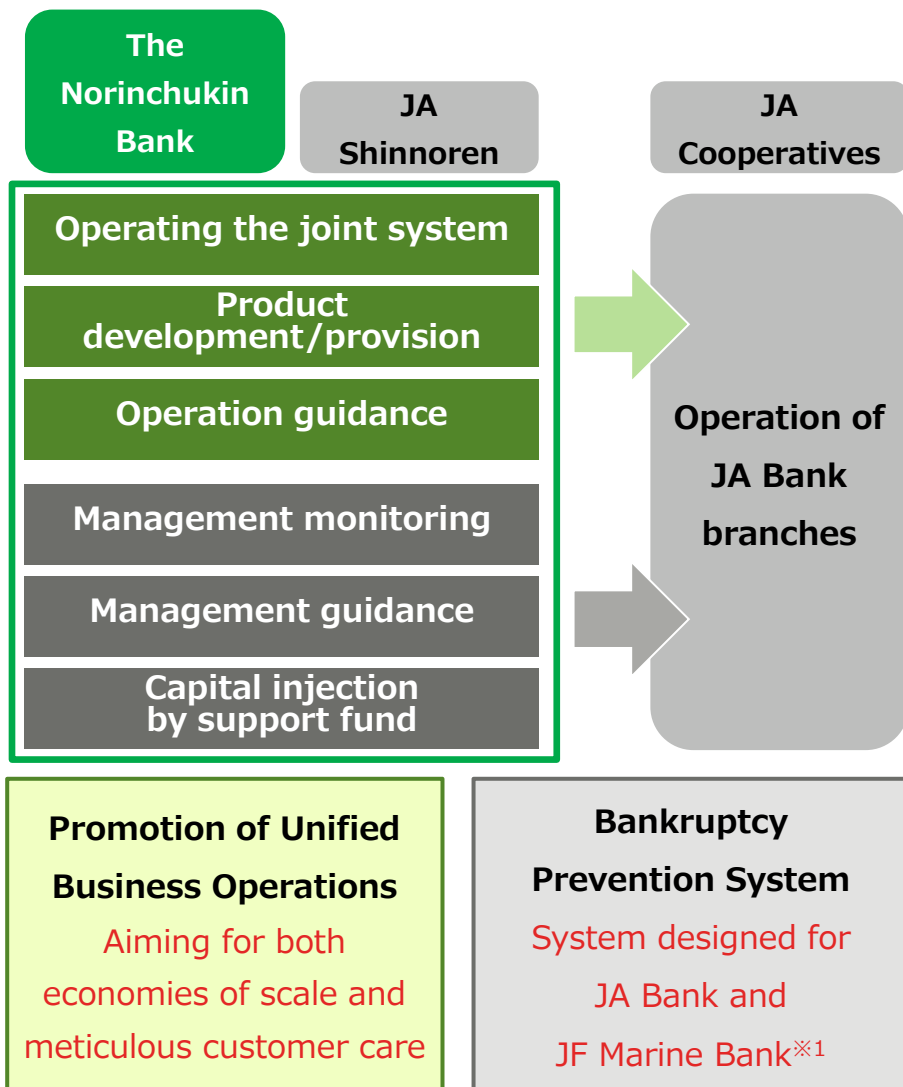 The
Norinchukin
Bank
JA
Shinnoren
JA
Cooperatives
Operating the joint system
Product
development/provision
Operation guidance
Management monitoring
Management guidance
Capital injection
by support fund
Operation of
JA Bank
branches
Promotion of Unified
Business Operations
Aiming for both
economies of scale and
meticulous customer care
Bankruptcy
Prevention System
System designed for
JA Bank and
JF Marine Bank※1